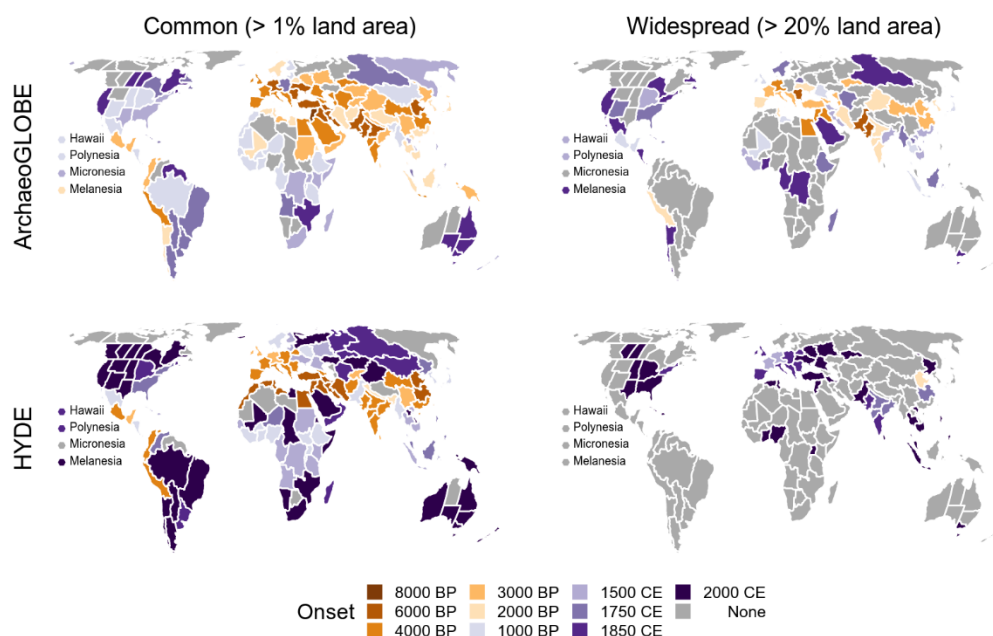 Common (> 1% land area)
Widespread (> 20% land area)
ArchaeoGLOBE
Hawaii
Polynesia
Micronesia
Melanesia
Hawaii
Polynesia
Micronesia
Melanesia
HYDE
Hawaii
Polynesia
Micronesia
Melanesia
Hawaii
Polynesia
Micronesia
Melanesia
Onset
8000 BP 3000 BP 1500 CE 2000 CE
6000 BP 2000 BP 1750 CE None
4000 BP 1000 BP 1850 CE